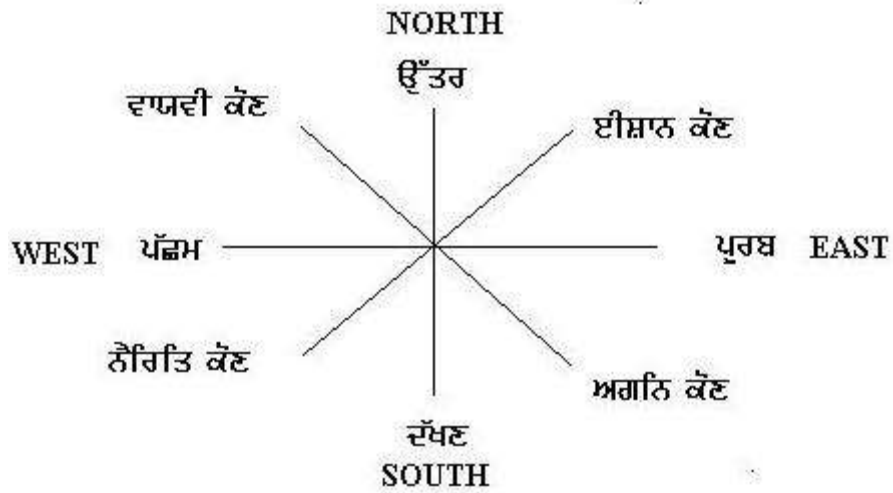 NORTH
ਉੱਤਰ
ਵਾਯਵੀ ਕੋਣ
ਈਸ਼ਾਨ ਕੋਣ
WEST ਪੱਛਮ
ਪੂਰਬ EAST
ਨੈਰਿਤਿ ਕੋਣ
ਅਗਨਿ ਕੋਣ
ਦੱਖਣ
SOUTH